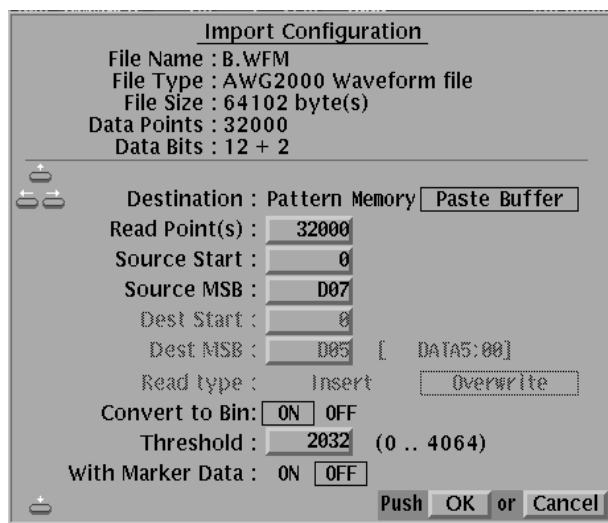 Import Configuration
File Name : B.WFM
File Type : AWG2000 Waveform file
File Size : 64102 byte(s)
Data Points : 32000
Data Bits : 12 + 2
Destination : Pattern Memory Paste Buffer
Read Point(s) : 32000
Source Start : 0
Source MSB : D07
Dest Start : 0
Dest MSB : D05 [ DATA5:00]
Read type : Insert Overwrite
Convert to Bin: ON OFF
Threshold : 2032 (0 .. 4064)
With Marker Data : ON OFF
Push OK or Cancel